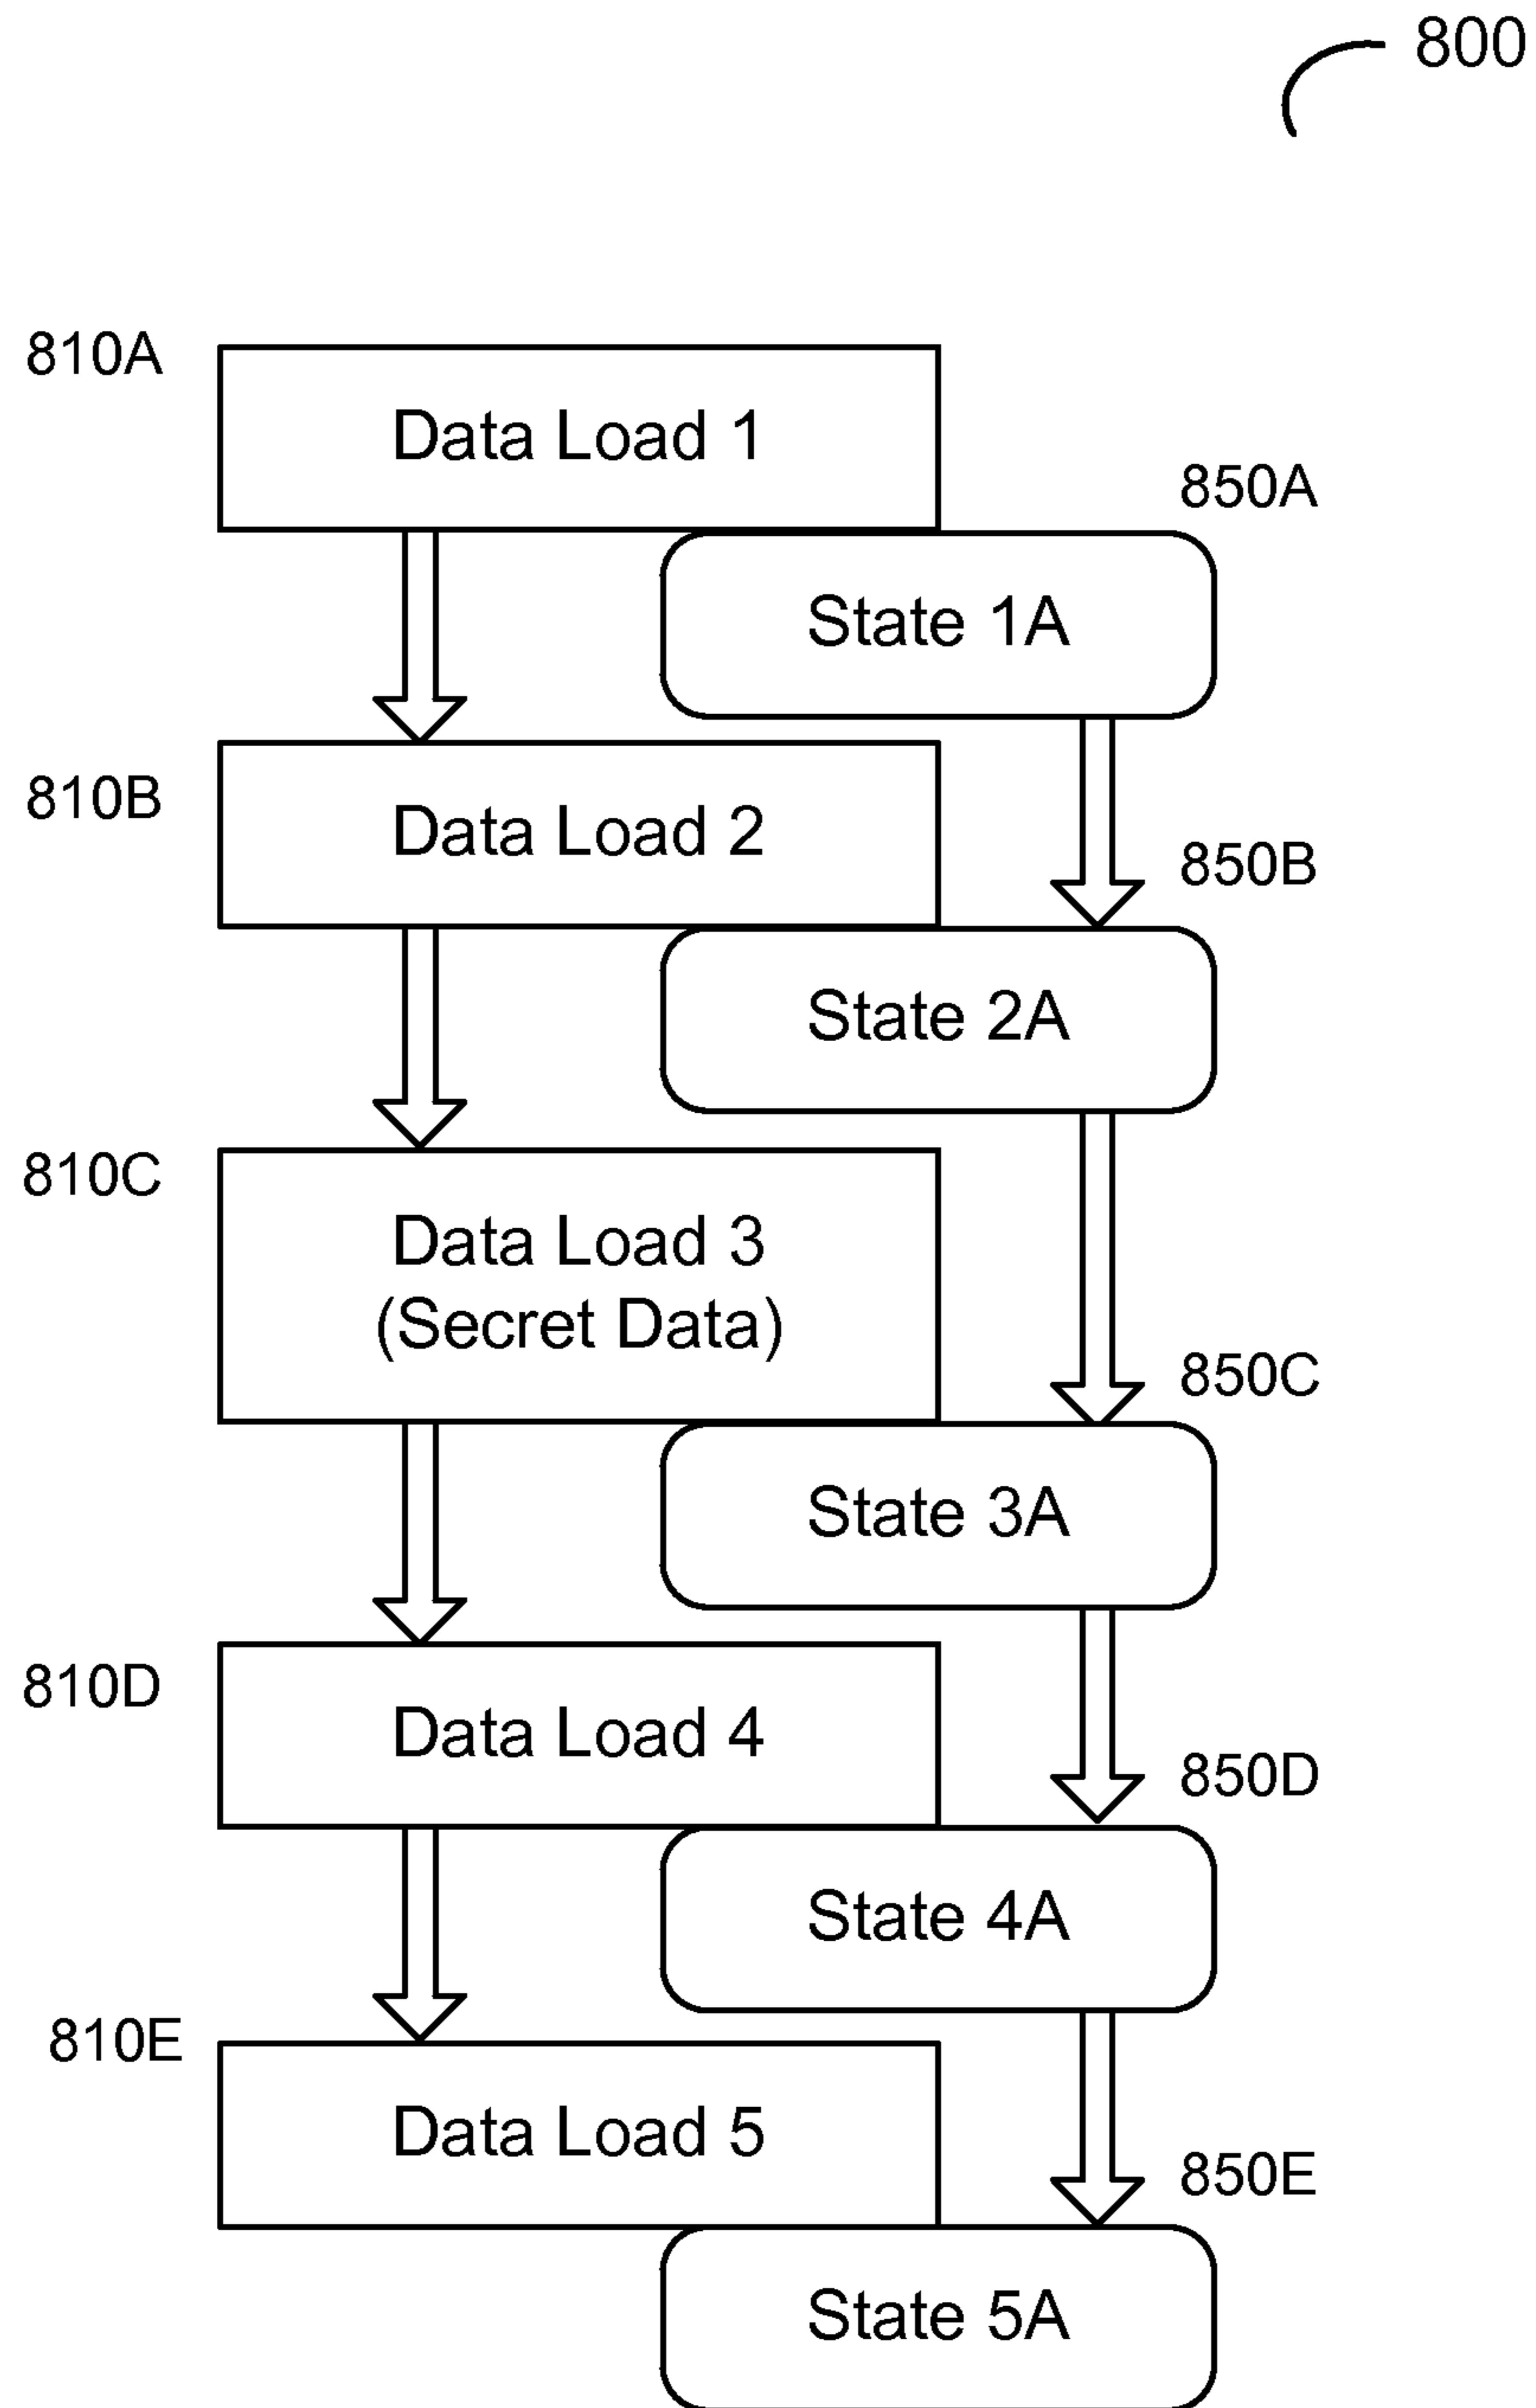 800
810A
Data Load 1
850A
State 1A
810B
Data Load 2
850B
State 2A
810C
Data Load 3
(Secret Data)
850C
State 3A
810D
Data Load 4
850D
State 4A
810E
Data Load 5
850E
State 5A